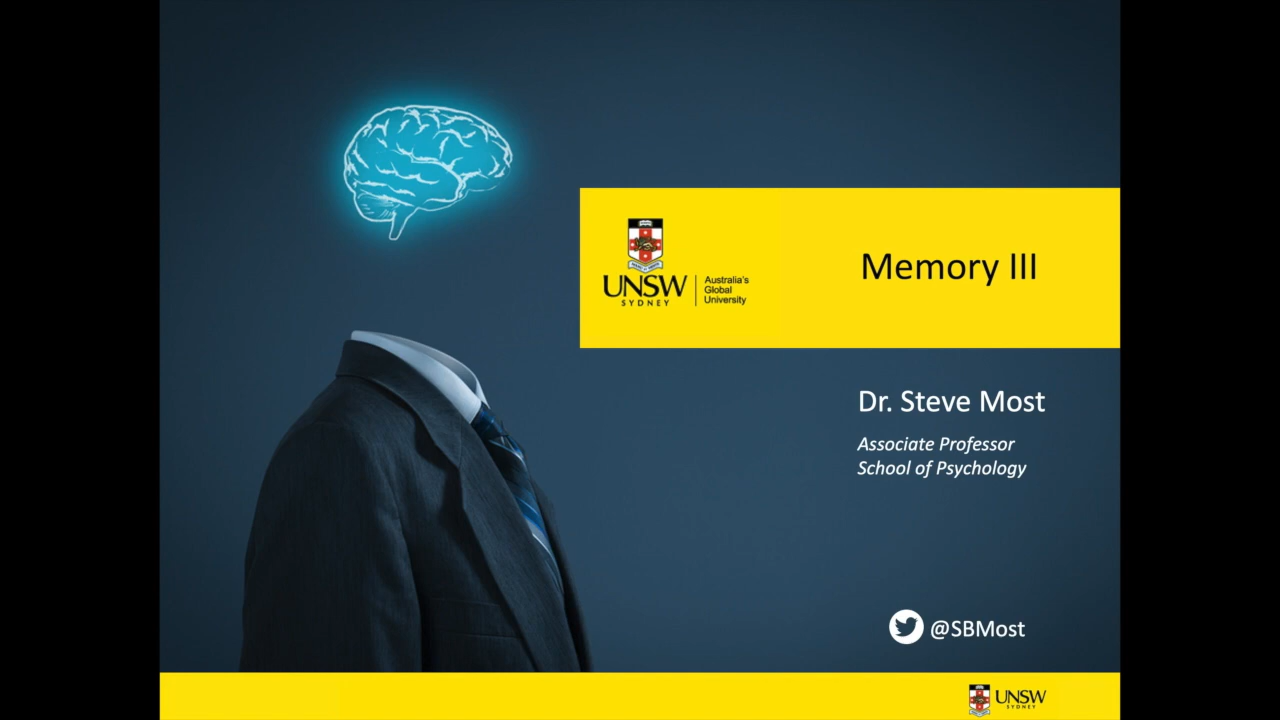 Memory III
UNSW
SYDNEY
Australia's
Global
University
Dr. Steve Most
Associate Professor
School of Psychology
@SBMost
UNSW
SYDNEY